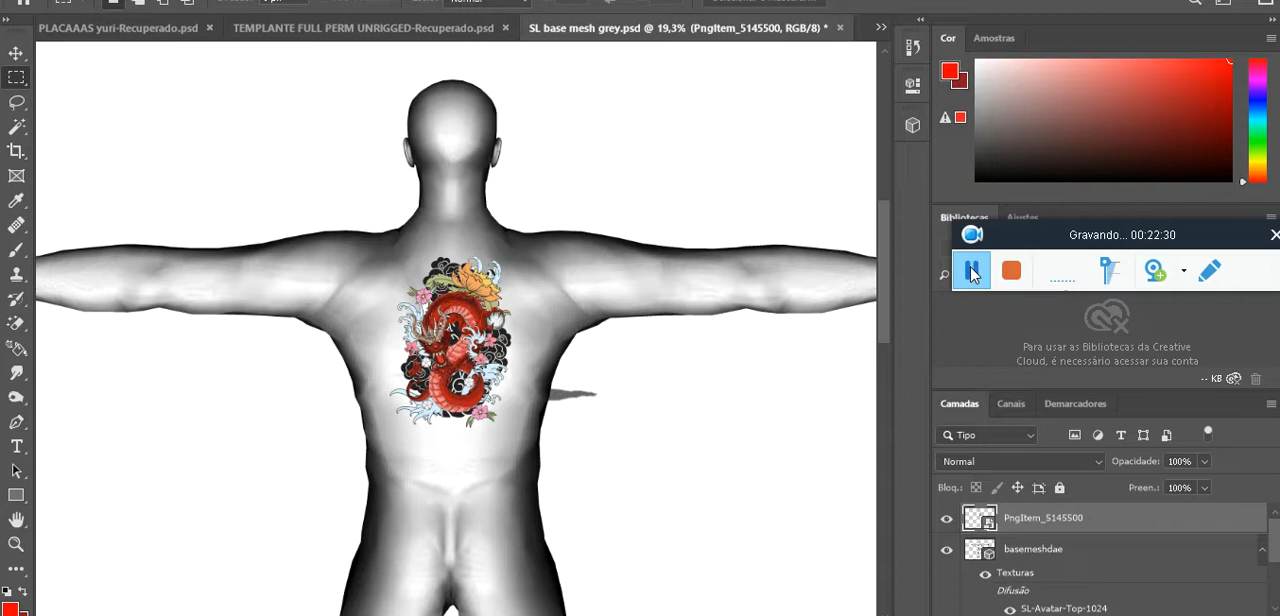 PLACAAAS yuri-Recuperado.psd × TEMPLANTE FULL PERM UNRIGGED-Recuperado.psd × SL base mesh grey.psd @ 19,3% (PngItem_5145500, RGB/8) * ×
Cor Amostras
Bibliotecas Ajustes
Gravando... 00:22:30
Para usar as Bibliotecas da Creative
Cloud, é necessário acessar sua conta
-- KB
Camadas Canais Demarcadores
Tipo
Normal Opacidade: 100%
Bloq.: Preen.: 100%
PngItem_5145500
basemeshdae
Texturas
Difusão
SL-Avatar-Top-1024